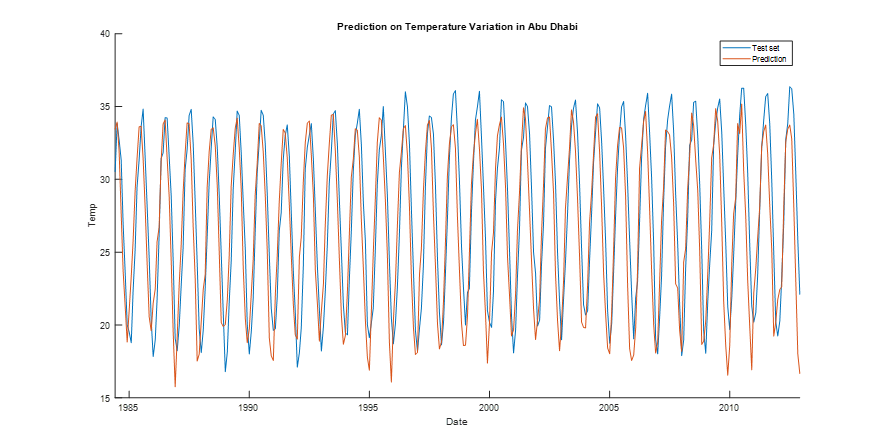 Prediction on Temperature Variation in Abu Dhabi
Test set
Prediction
40
35
30
25
20
15
Temp
1985 1990 1995 2000 2005 2010
Date